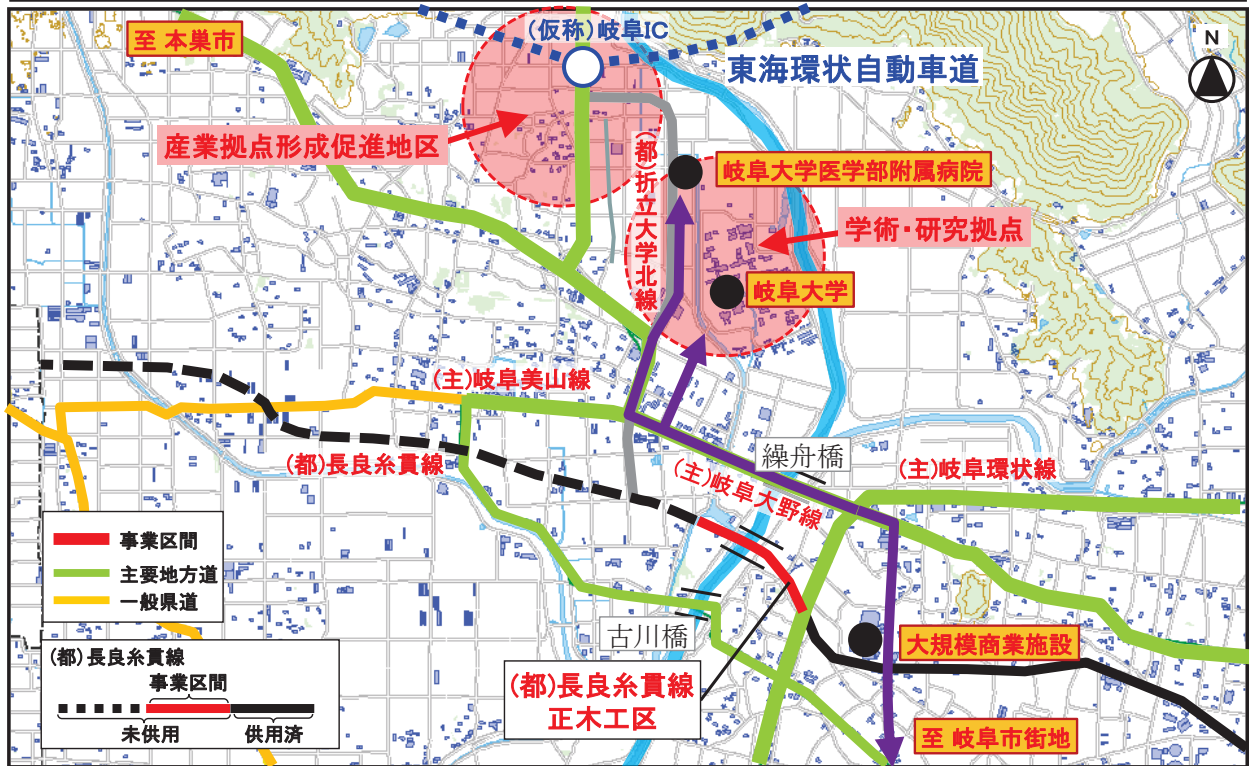 (仮称)岐阜IC
至 本巣市
N
東海環状自動車道
産業拠点形成促進地区
(都)折立大学北線
岐阜大学医学部附属病院
学術・研究拠点
岐阜大学
(主)岐阜美山線
(都)長良糸貫線
繰舟橋
(主)岐阜環状線
(主)岐阜大野線
事業区間
主要地方道
一般県道
古川橋
大規模商業施設
(都)長良糸貫線
事業区間
未供用
供用済
(都)長良糸貫線
正木工区
至 岐阜市街地